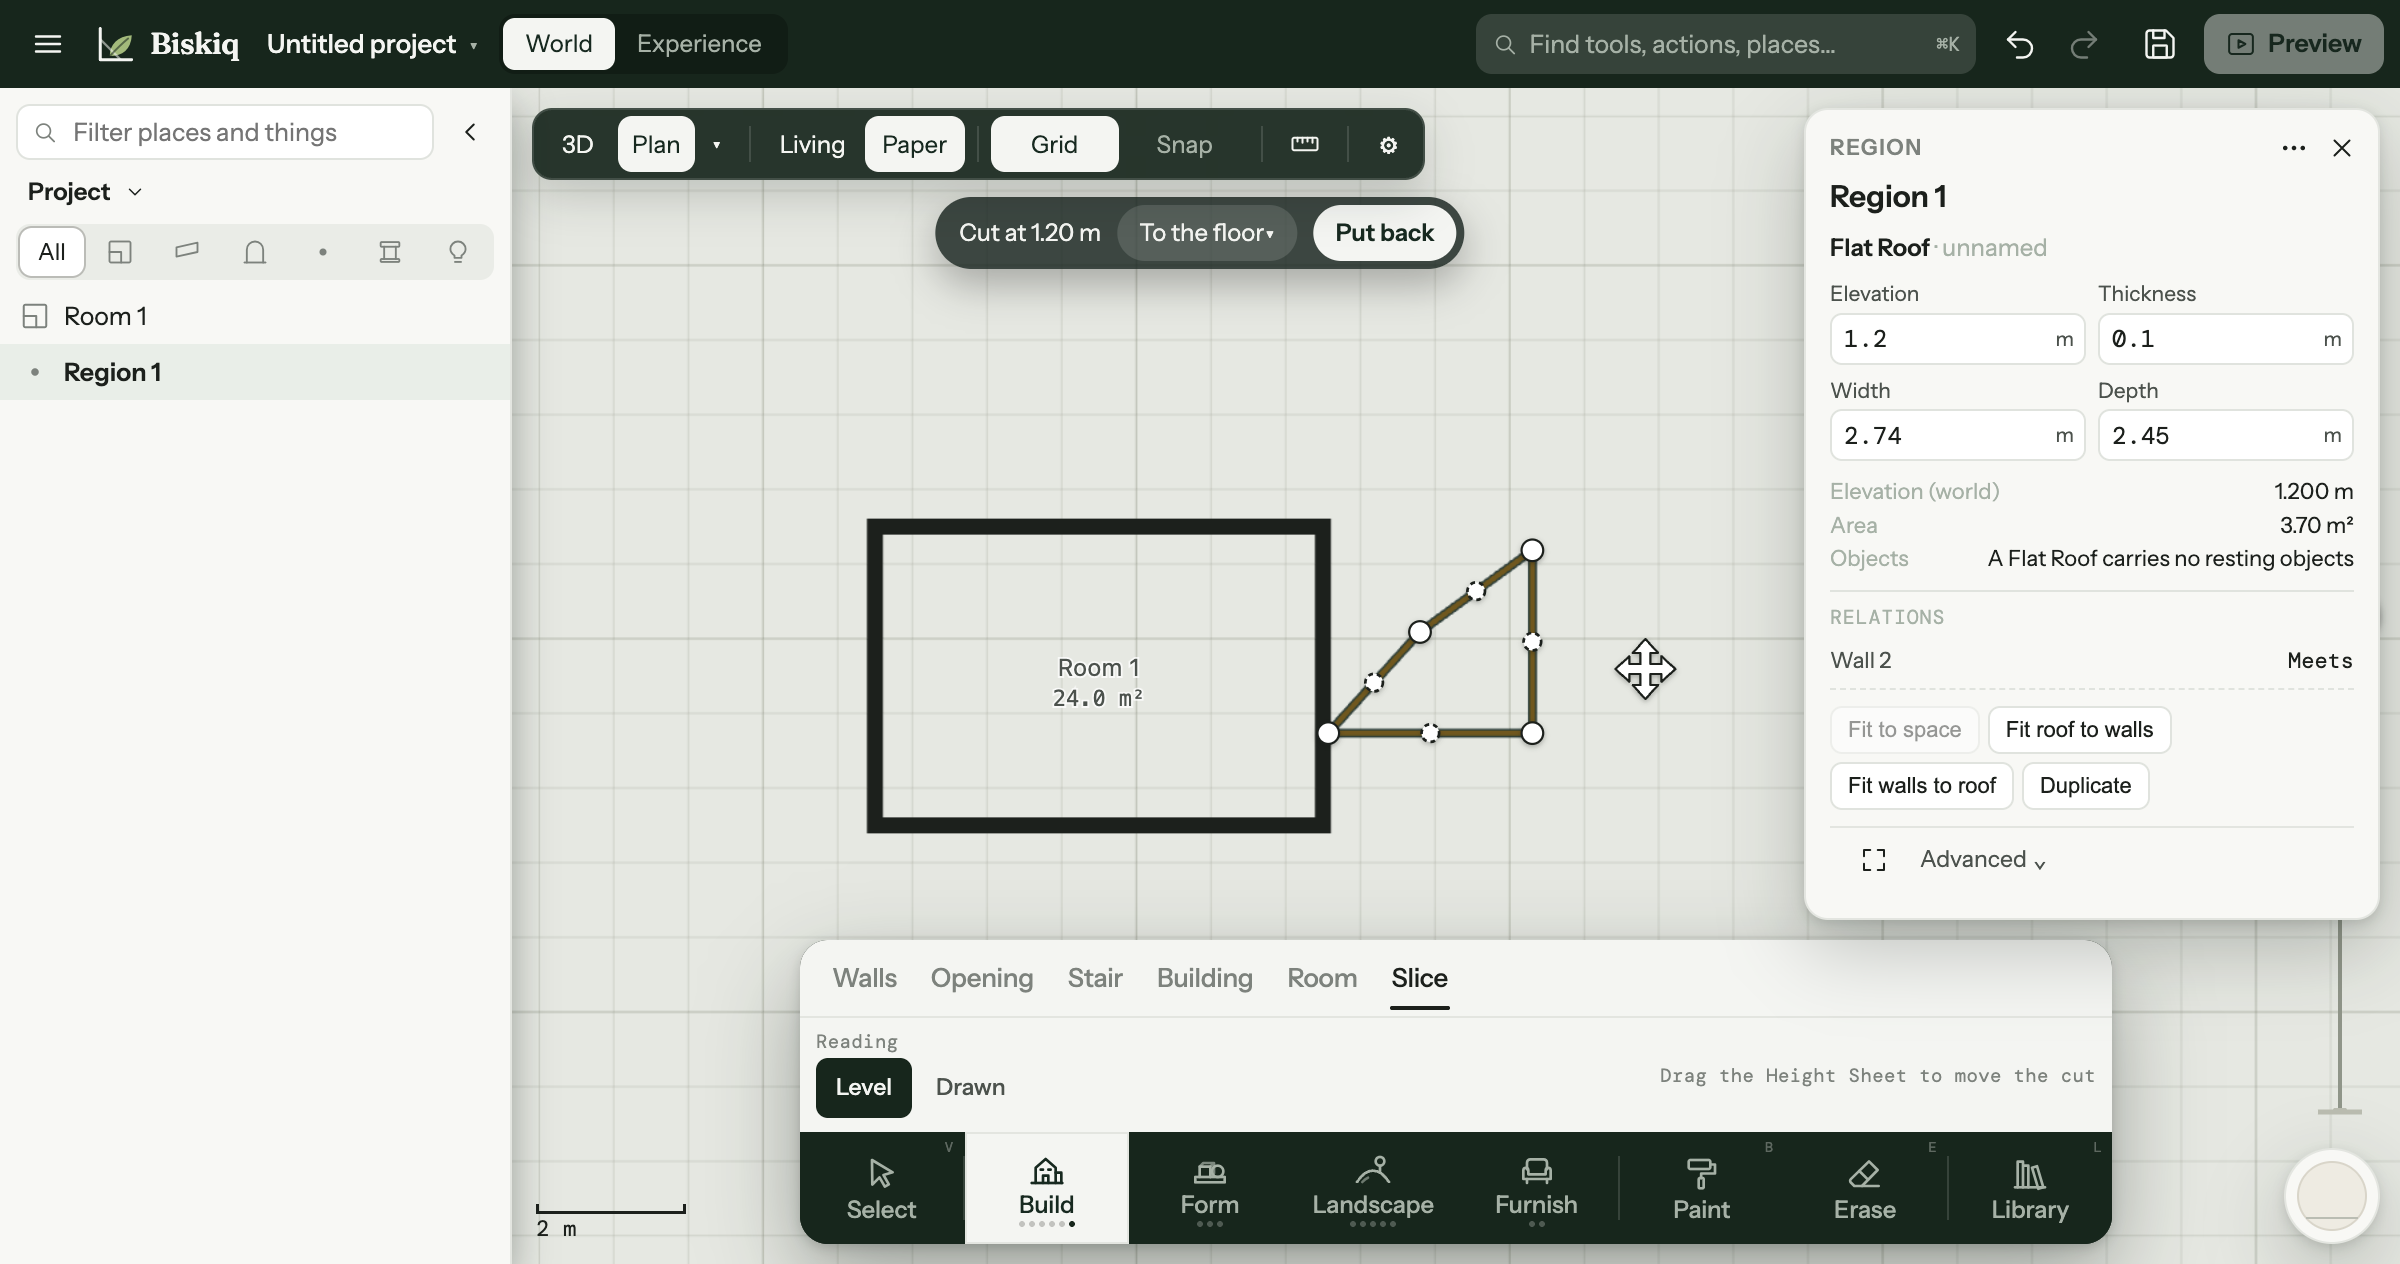 Biskiq Untitled project World Experience Find tools, actions, places... ⌘K Preview
Filter places and things
Project
All
Room 1
Region 1
3D Plan Living Paper Grid Snap
Cut at 1.20 m To the floor Put back
Room 1
24.0 m²
2 m
REGION
Region 1
Flat Roof · unnamed
Elevation Thickness
1.2 m 0.1 m
Width Depth
2.74 m 2.45 m
Elevation (world) 1.200 m
Area 3.70 m²
Objects A Flat Roof carries no resting objects
RELATIONS
Wall 2 Meets
Fit to space Fit roof to walls
Fit walls to roof Duplicate
Advanced
Walls Opening Stair Building Room Slice
Reading
Level Drawn Drag the Height Sheet to move the cut
V B E L
Select Build Form Landscape Furnish Paint Erase Library